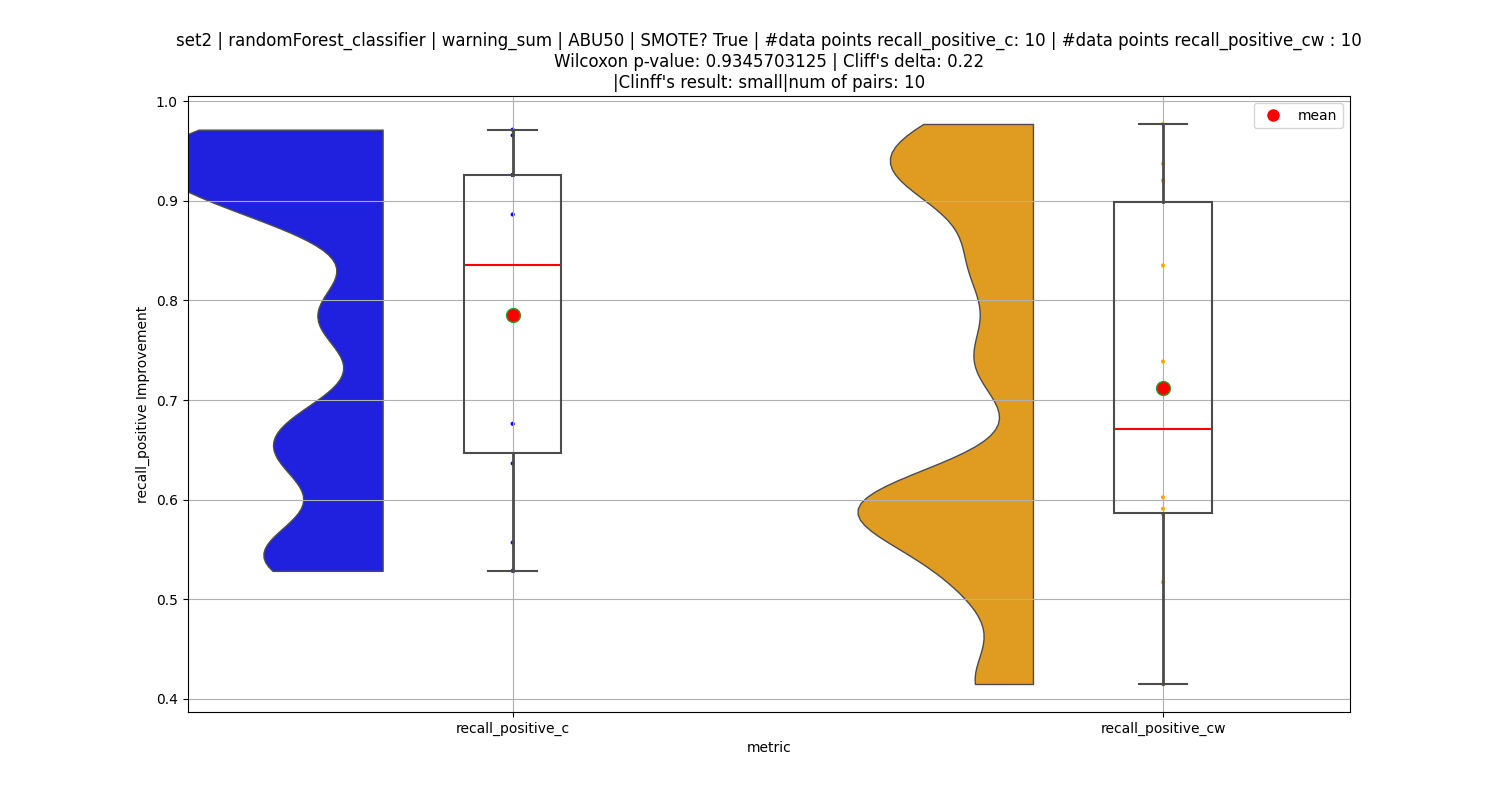 set2 | randomForest_classifier | warning_sum | ABU50 | SMOTE? True | #data points recall_positive_c: 10 | #data points recall_positive_cw : 10
Wilcoxon p-value: 0.9345703125 | Cliff's delta: 0.22
|Clinff's result: small|num of pairs: 10
mean
1.0
0.9
0.8
0.7
0.6
0.5
0.4
recall_positive Improvement
recall_positive_c
recall_positive_cw
metric